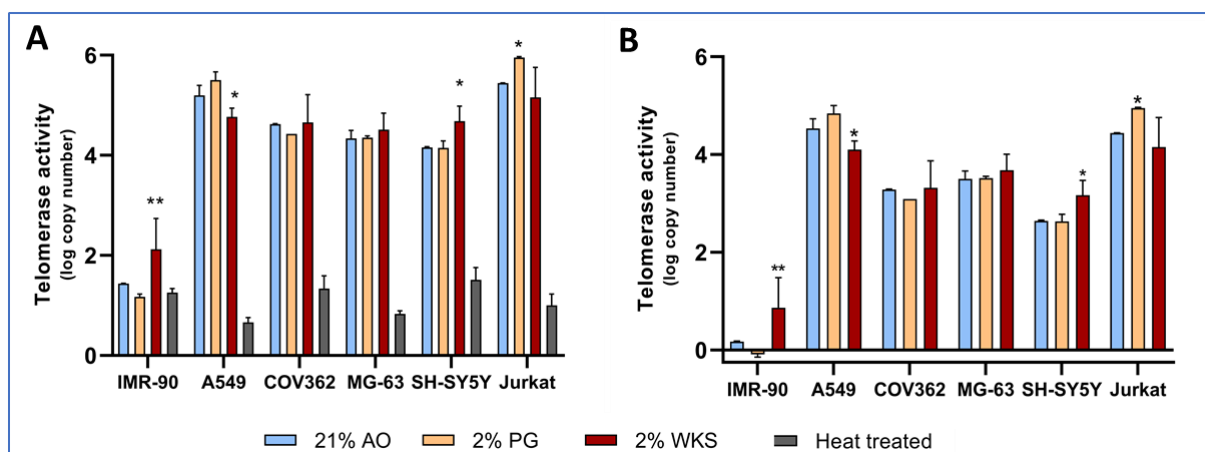 A
Telomerase activity
(log copy number)
6
4
2
0
**
*
*
*
IMR-90 A549 COV362 MG-63 SH-SY5Y Jurkat
B
Telomerase activity
(log copy number)
6
4
2
0
**
*
*
*
IMR-90 A549 COV362 MG-63 SH-SY5Y Jurkat
21% AO 2% PG 2% WKS Heat treated